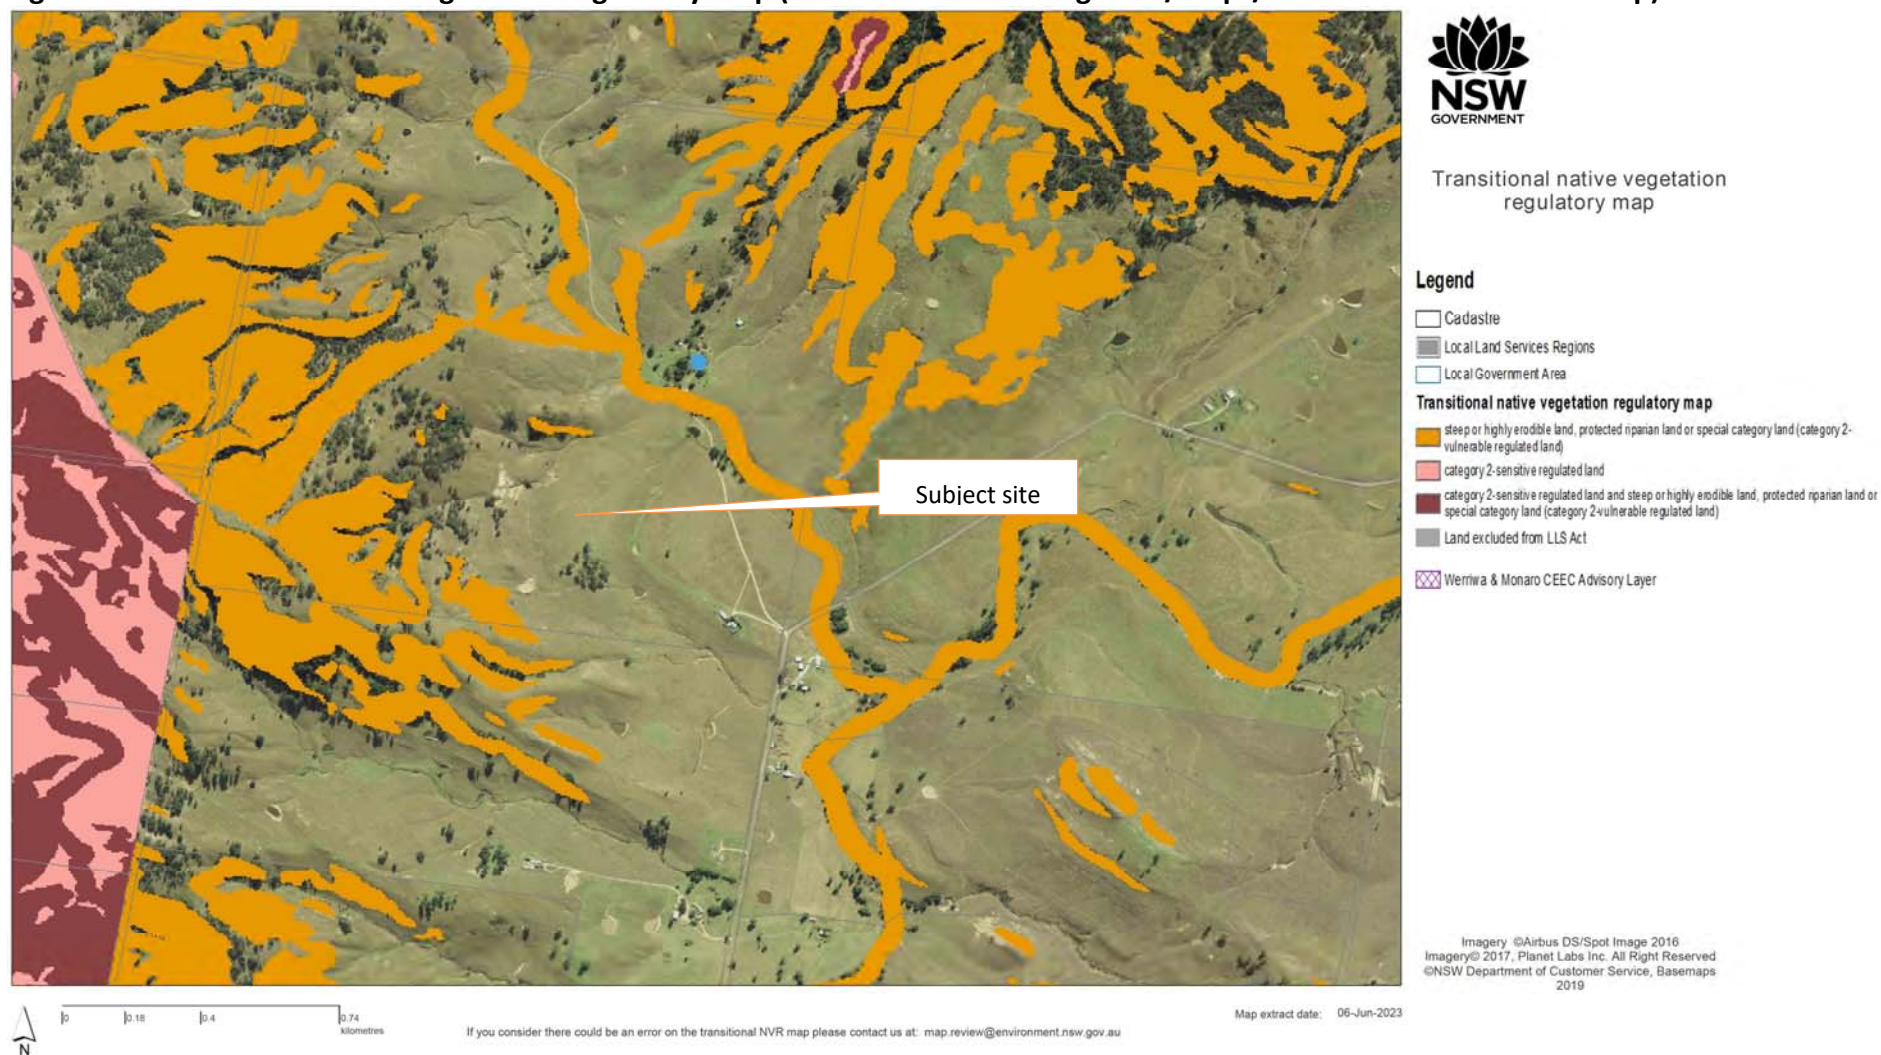 NSW
GOVERNMENT
Transitional native vegetation
regulatory map
Legend
Cadastre
Local Land Services Regions
Local Government Area
Transitional native vegetation regulatory map
steep or highly erodible land, protected riparian land or special category land (category 2-
vulnerable regulated land)
category 2-sensitive regulated land
category 2-sensitive regulated land and steep or highly erodible land, protected riparian land or
special category land (category 2-vulnerable regulated land)
Land excluded from LLS Act
Werriwa & Monaro CEEC Advisory Layer
Subject site
Imagery ©Airbus DS/Spot Image 2016
Imagery© 2017, Planet Labs Inc. All Right Reserved
©NSW Department of Customer Service, Basemaps
2019
N
0 0.18 0.4 0.74
kilometres
If you consider there could be an error on the transitional NVR map please contact us at: map.review@environment.nsw.gov.au
Map extract date: 06-Jun-2023